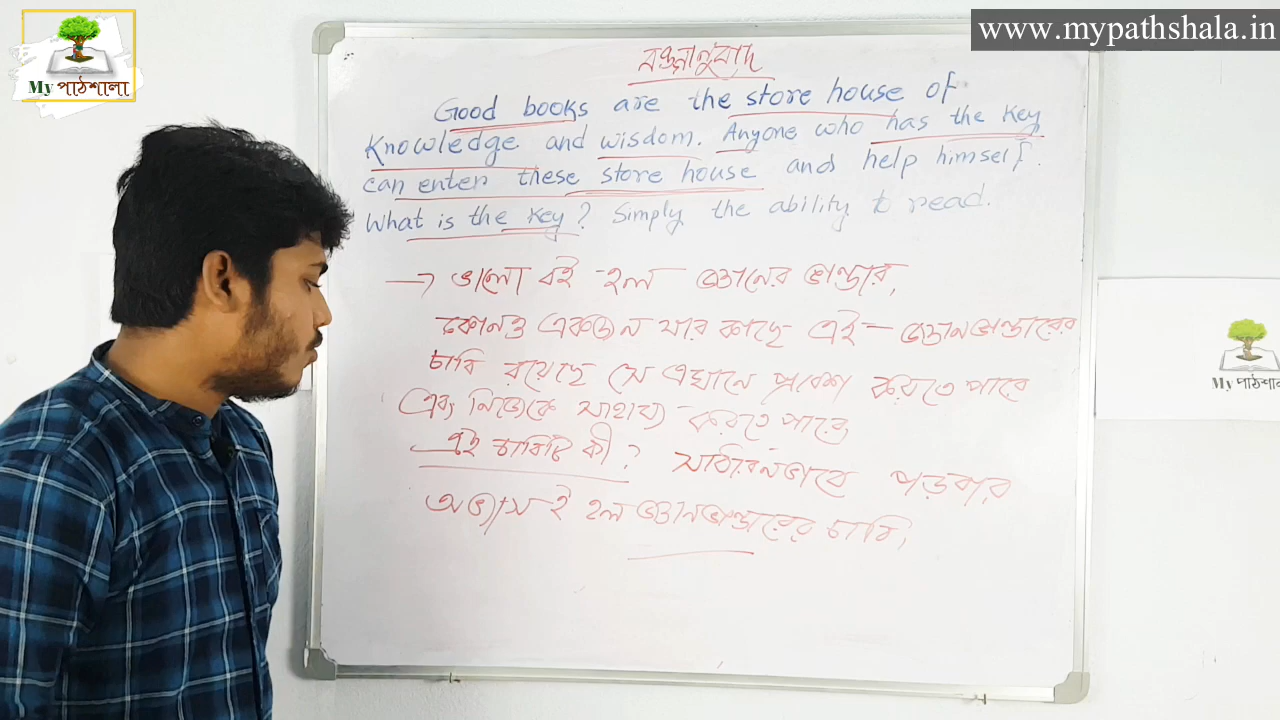 My পাঠশালা
www.mypathshala.in
বঙ্গানুবাদ
Good books are the store house of
Knowledge and wisdom. Anyone who has the key
can enter these store house and help himself.
What is the key? Simply the ability to read.
→ ভালো বই হল জ্ঞানের ভান্ডার,
কোনও একজন যার কাছে এই জ্ঞানভান্ডারের
চাবি রয়েছে সে এখানে প্রবেশ করতে পারে
এবং নিজেকে সাহায্য করতে পারে,
এই চাবিটি কী? সাধারনভাবে পড়বার
অভ্যাস ই হল জ্ঞানভান্ডারের চাবি,
My পাঠশাল